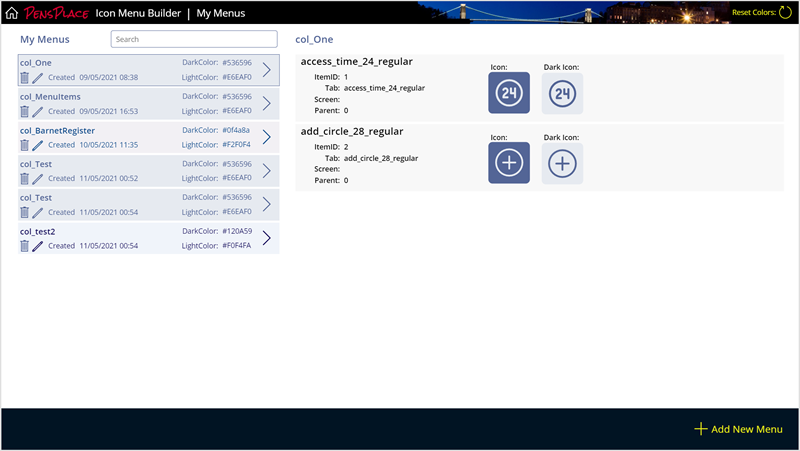 PensPlace Icon Menu Builder | My Menus Reset Colors:
My Menus Search
col_One DarkColor: #536596
Created 09/05/2021 08:38 LightColor: #E6EAF0
col_MenuItems DarkColor: #536596
Created 09/05/2021 16:53 LightColor: #E6EAF0
col_BarnetRegister DarkColor: #0f4a8a
Created 10/05/2021 11:35 LightColor: #F2F0F4
col_Test DarkColor: #536596
Created 11/05/2021 00:52 LightColor: #E6EAF0
col_Test DarkColor: #536596
Created 11/05/2021 00:54 LightColor: #E6EAF0
col_test2 DarkColor: #120A59
Created 11/05/2021 00:54 LightColor: #F0F4FA
col_One
access_time_24_regular
Icon: Dark Icon:
ItemID: 1
Tab: access_time_24_regular
Screen:
Parent: 0
24 24
add_circle_28_regular
Icon: Dark Icon:
ItemID: 2
Tab: add_circle_28_regular
Screen:
Parent: 0
Add New Menu